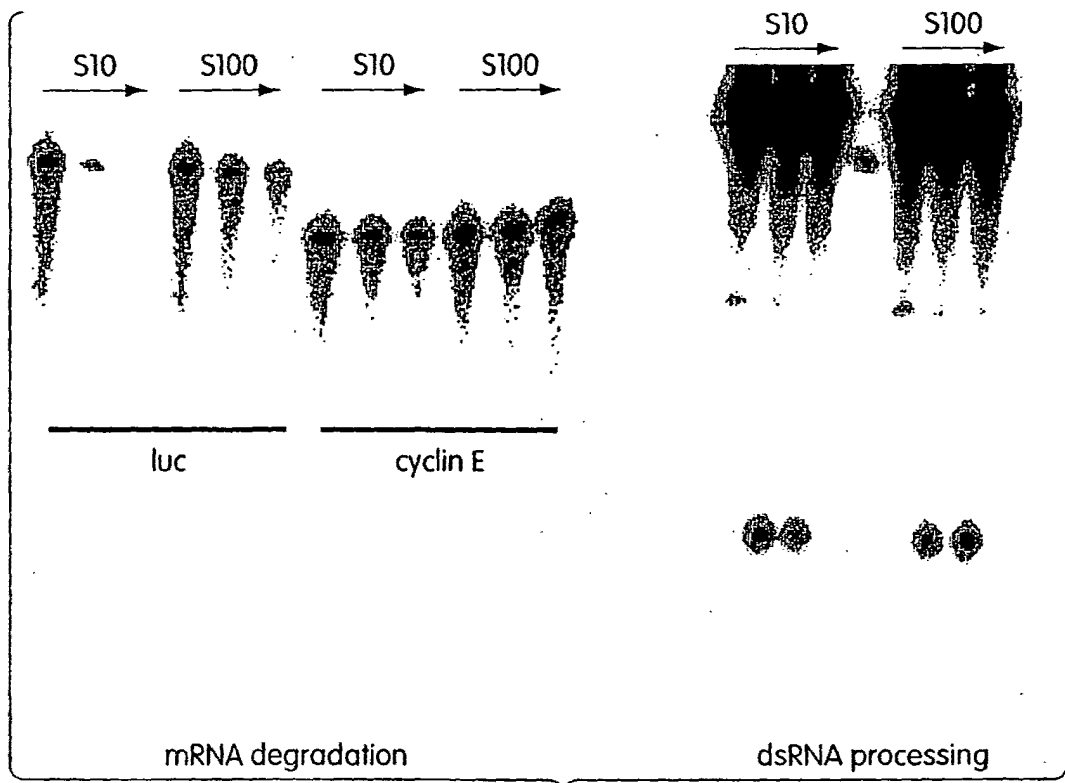 S10 S100 S10 S100
S10 S100
luc cyclin E
mRNA degradation
dsRNA processing